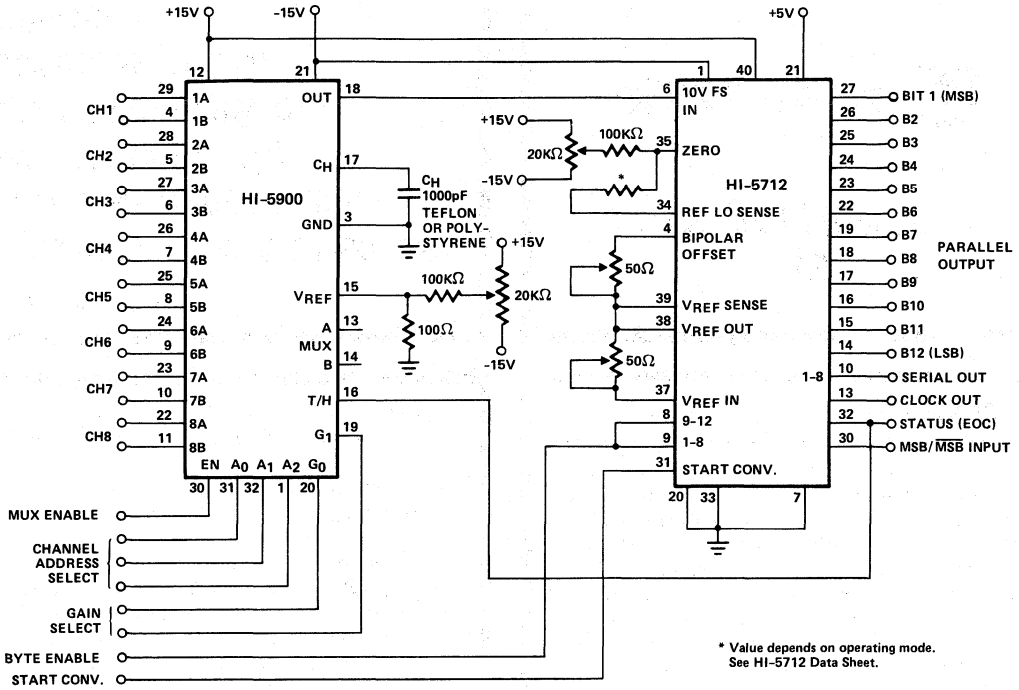 +15V
-15V
+5V
12
21
1
40
21
29
1A
CH1
4
1B
28
2A
CH2
5
2B
27
3A
CH3
6
3B
26
4A
CH4
7
4B
25
5A
CH5
8
5B
24
6A
CH6
9
6B
23
7A
CH7
10
7B
22
8A
CH8
11
8B
HI-5900
OUT
18
CH
17
CH
1000pF
TEFLON
OR POLY-
STYRENE
GND
3
VREF
15
100KΩ
+15V
20KΩ
-15V
100Ω
A
13
MUX
B
14
T/H
16
G1
19
EN
A0
A1
A2
G0
30
31
32
1
20
6
10V FS
IN
+15V
20KΩ
-15V
100KΩ
35
ZERO
*
34
REF LO SENSE
4
BIPOLAR
OFFSET
50Ω
39
VREF SENSE
38
VREF OUT
50Ω
37
VREF IN
8
9-12
9
1-8
31
START CONV.
20
33
7
HI-5712
27
BIT 1 (MSB)
26
B2
25
B3
24
B4
23
B5
22
B6
19
B7
18
B8
17
B9
16
B10
15
B11
14
B12 (LSB)
PARALLEL
OUTPUT
1-8
10
SERIAL OUT
13
CLOCK OUT
32
STATUS (EOC)
30
MSB/MSB INPUT
MUX ENABLE
CHANNEL
ADDRESS
SELECT
GAIN
SELECT
BYTE ENABLE
START CONV.
* Value depends on operating mode.
See HI-5712 Data Sheet.